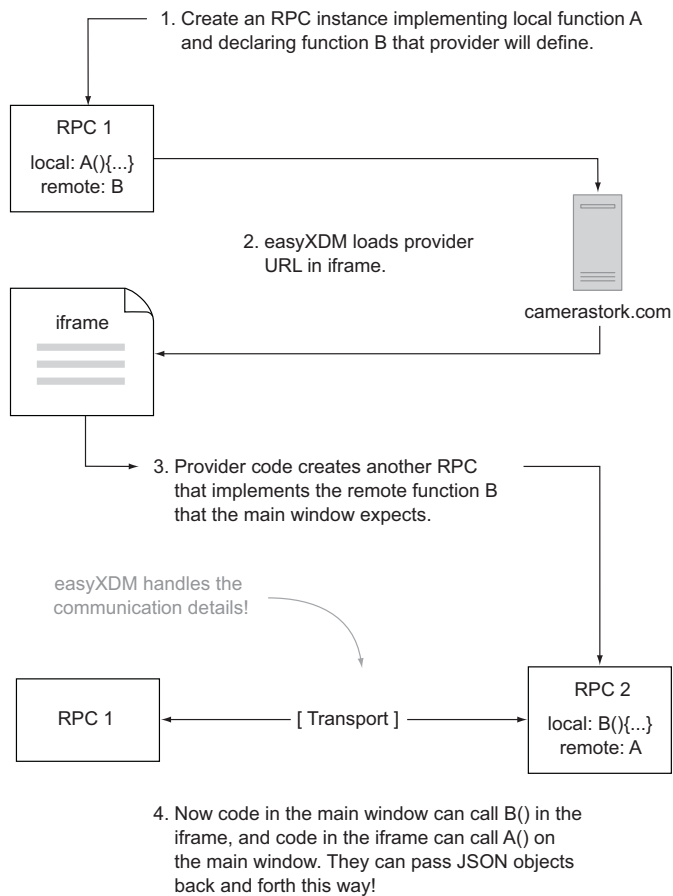 1. Create an RPC instance implementing local function A
and declaring function B that provider will define.
RPC 1
local: A(){...}
remote: B
2. easyXDM loads provider
URL in iframe.
camerastork.com
iframe
3. Provider code creates another RPC
that implements the remote function B
that the main window expects.
easyXDM handles the
communication details!
RPC 1
[ Transport ]
RPC 2
local: B(){...}
remote: A
4. Now code in the main window can call B() in the
iframe, and code in the iframe can call A() on
the main window. They can pass JSON objects
back and forth this way!